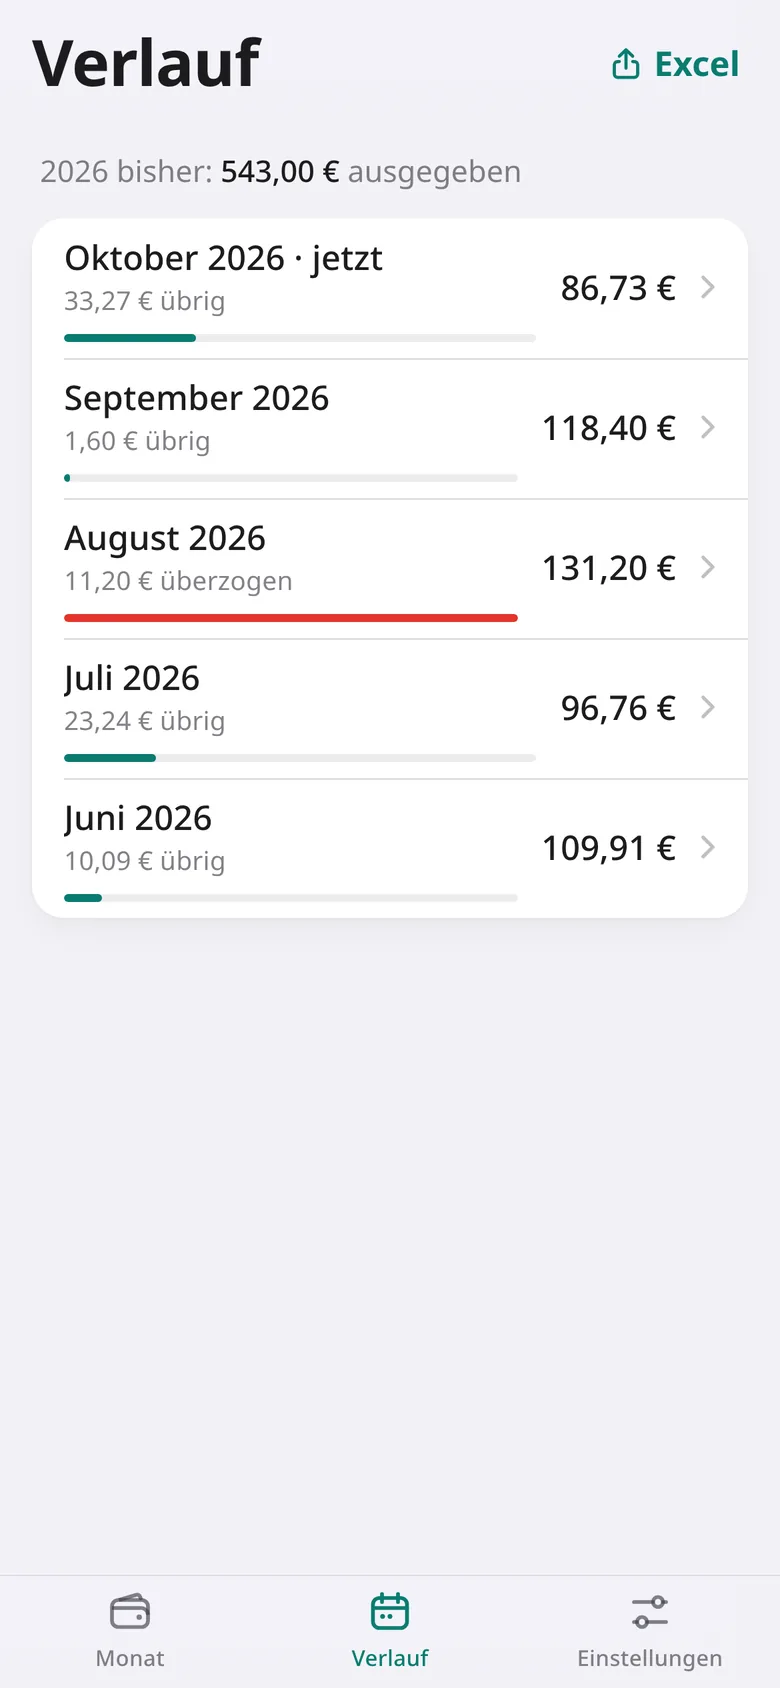 Verlauf
Excel
2026 bisher: 543,00 € ausgegeben
Oktober 2026 · jetzt
33,27 € übrig
86,73 €
September 2026
1,60 € übrig
118,40 €
August 2026
11,20 € überzogen
131,20 €
Juli 2026
23,24 € übrig
96,76 €
Juni 2026
10,09 € übrig
109,91 €
Monat
Verlauf
Einstellungen